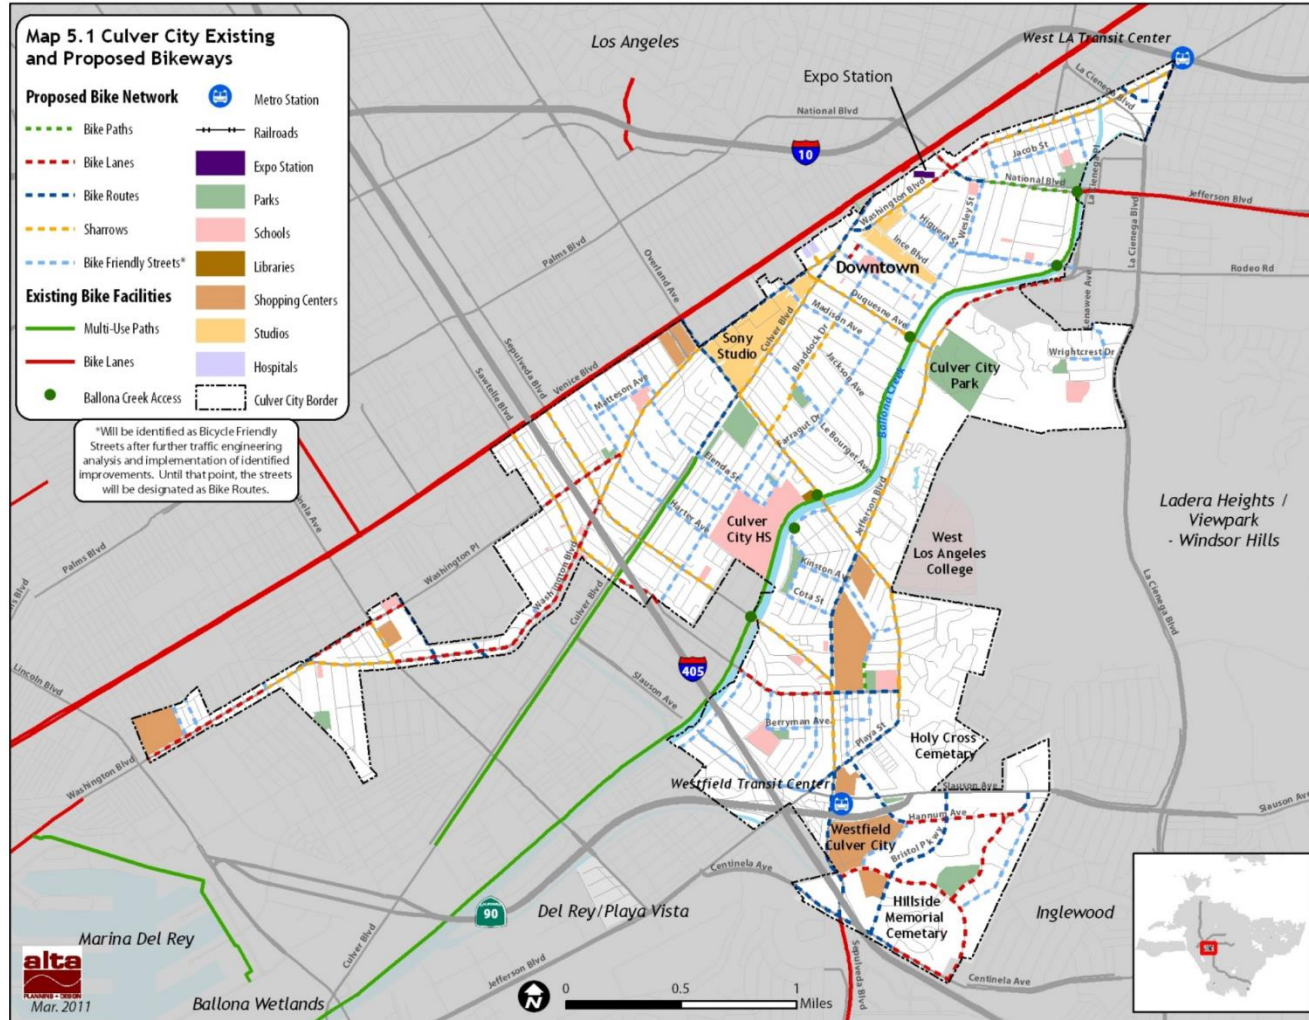 Map 5.1 Culver City Existing
and Proposed Bikeways
Proposed Bike Network
Bike Paths
Bike Lanes
Bike Routes
Sharrows
Bike Friendly Streets*
Existing Bike Facilities
Multi-Use Paths
Bike Lanes
Ballona Creek Access
Metro Station
Railroads
Expo Station
Parks
Schools
Libraries
Shopping Centers
Studios
Hospitals
Culver City Border
*Will be identified as Bicycle Friendly
Streets after further traffic engineering
analysis and implementation of identified
improvements. Until that point, the streets
will be designated as Bike Routes.
Los Angeles
West LA Transit Center
Expo Station
National Blvd
10
La Cienega Blvd
Jacob St
National Blvd
La Cienega Pl
Jefferson Blvd
Washington Blvd
Wesley St
Higuera St
Ince Blvd
La Cienega Blvd
Palms Blvd
Overland Ave
Downtown
Rodeo Rd
Duquesne Ave
Madison Ave
Culver Blvd
Sony
Studio
Braddock Dr
Jackson Ave
Ballona Creek
Culver City
Park
Wrightcrest Dr
Sepulveda Blvd
Sawtelle Blvd
Venice Blvd
Matteson Ave
Farragut Dr
Le Bourget Ave
Elenda St
Harter Ave
Culver
City HS
Jefferson Blvd
West
Los Angeles
College
Ladera Heights /
Viewpark
- Windsor Hills
Palms Blvd
Washington Pl
Washington Blvd
Culver Blvd
Kinston Ave
Cota St
La Cienega Blvd
Lincoln Blvd
405
Slauson Ave
Berryman Ave
Playa St
Holy Cross
Cemetary
Washington Blvd
Westfield Transit Center
Slauson Ave
Slauson Ave
Hannum Ave
Westfield
Culver City
Bristol Pkwy
Centinela Ave
90
Del Rey/Playa Vista
Hillside
Memorial
Cemetary
Inglewood
Marina Del Rey
Culver Blvd
Jefferson Blvd
Sepulveda Blvd
Centinela Ave
alta
PLANNING + DESIGN
Mar. 2011
Ballona Wetlands
N
0 0.5 1
Miles